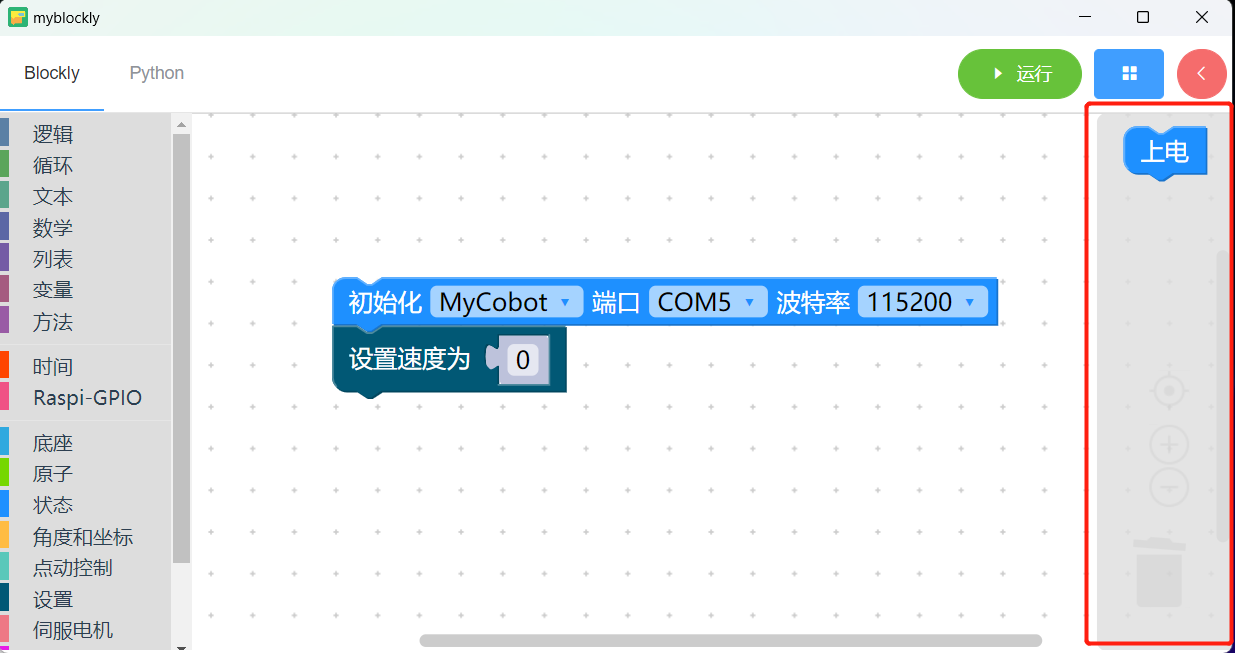 myblockly
Blockly Python 运行
逻辑
循环
文本
数学
列表
变量
方法
时间
Raspi-GPIO
底座
原子
状态
角度和坐标
点动控制
设置
伺服电机
初始化 MyCobot 端口 COM5 波特率 115200
设置速度为 0
上电